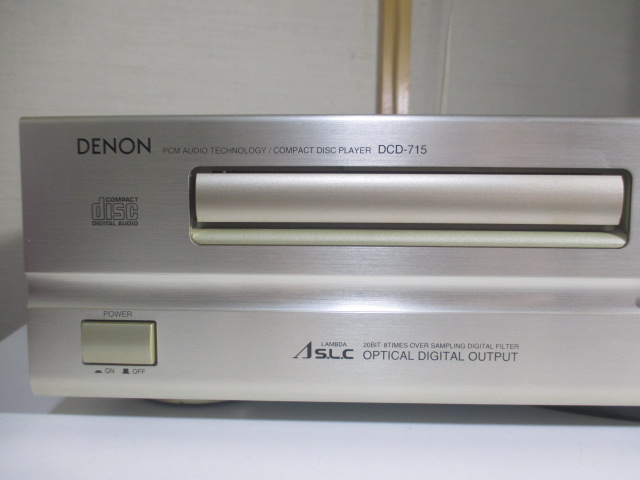 DENON PCM AUDIO TECHNOLOGY / COMPACT DISC PLAYER DCD-715
COMPACT
disc
DIGITAL AUDIO
POWER
ON OFF
LAMBDA
S.L.C
20BIT 8TIMES OVER SAMPLING DIGITAL FILTER
OPTICAL DIGITAL OUTPUT